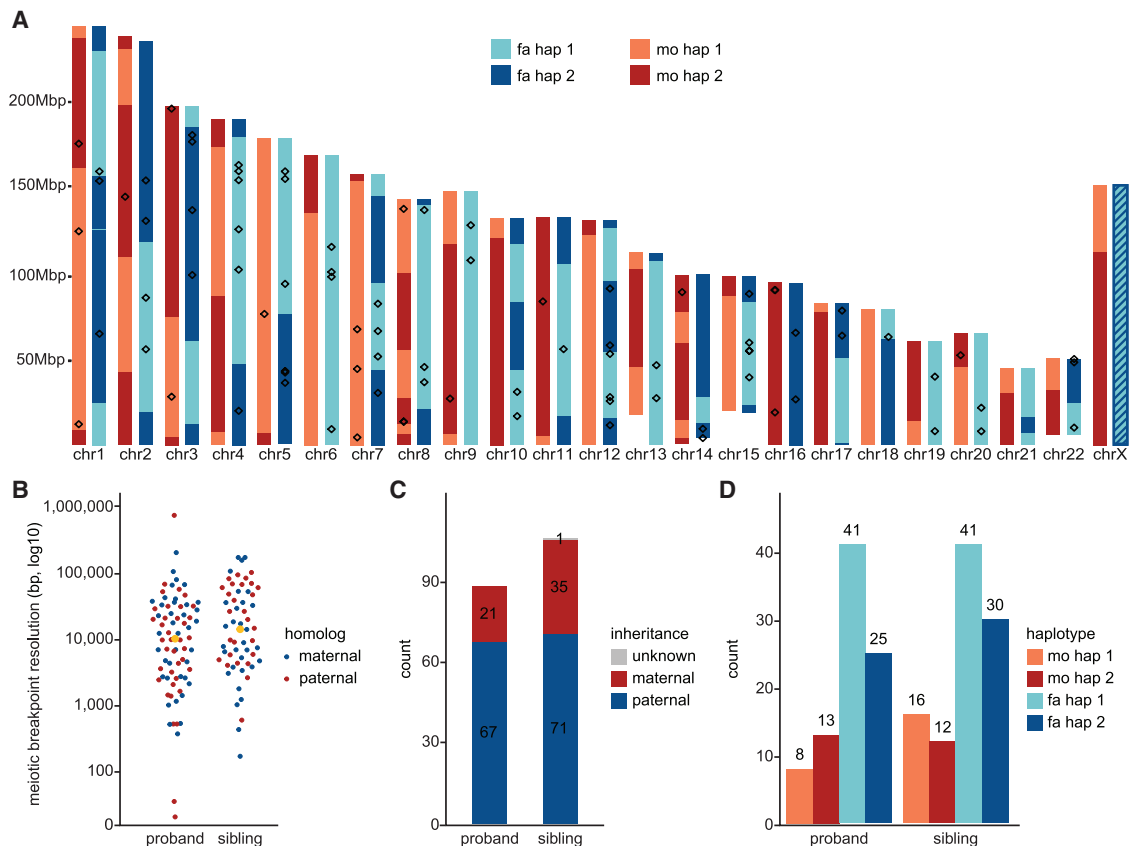 A
fa hap 1
mo hap 1
fa hap 2
mo hap 2
200Mbp
150Mbp
100Mbp
50Mbp
chr1 chr2 chr3 chr4 chr5 chr6 chr7 chr8 chr9 chr10 chr11 chr12 chr13 chr14 chr15 chr16 chr17 chr18 chr19 chr20 chr21 chr22 chrX
B
meiotic breakpoint resolution (bp, log10)
1,000,000
100,000
10,000
1,000
100
0
proband sibling
homolog
maternal
paternal
C
count
90
60
30
0
21
67
1
35
71
proband sibling
inheritance
unknown
maternal
paternal
D
count
40
30
20
10
0
8
13
41
25
16
12
41
30
proband sibling
haplotype
mo hap 1
mo hap 2
fa hap 1
fa hap 2